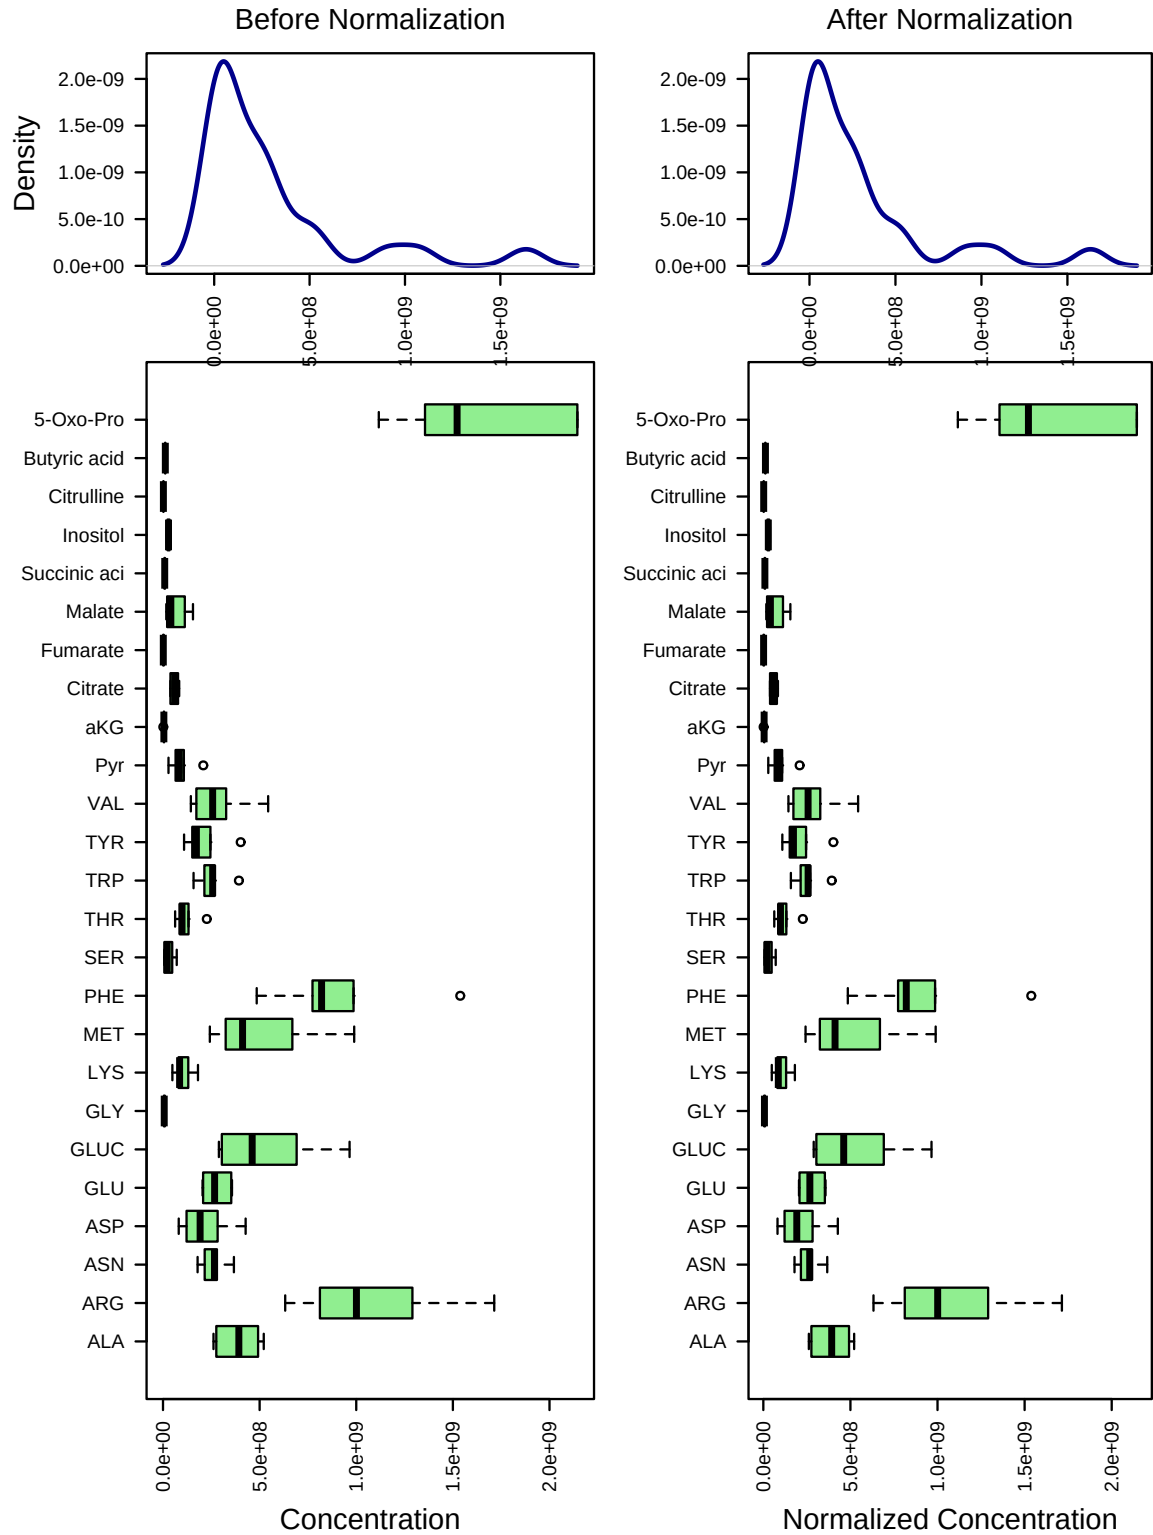 Before Normalization
After Normalization
Density
2.0e-09
1.5e-09
1.0e-09
5.0e-10
0.0e+00
0.0e+00
5.0e+08
1.0e+09
1.5e+09
2.0e-09
1.5e-09
1.0e-09
5.0e-10
0.0e+00
0.0e+00
5.0e+08
1.0e+09
1.5e+09
5-Oxo-Pro
Butyric acid
Citrulline
Inositol
Succinic aci
Malate
Fumarate
Citrate
aKG
Pyr
VAL
TYR
TRP
THR
SER
PHE
MET
LYS
GLY
GLUC
GLU
ASP
ASN
ARG
ALA
0.0e+00
5.0e+08
1.0e+09
1.5e+09
2.0e+09
Concentration
5-Oxo-Pro
Butyric acid
Citrulline
Inositol
Succinic aci
Malate
Fumarate
Citrate
aKG
Pyr
VAL
TYR
TRP
THR
SER
PHE
MET
LYS
GLY
GLUC
GLU
ASP
ASN
ARG
ALA
0.0e+00
5.0e+08
1.0e+09
1.5e+09
2.0e+09
Normalized Concentration